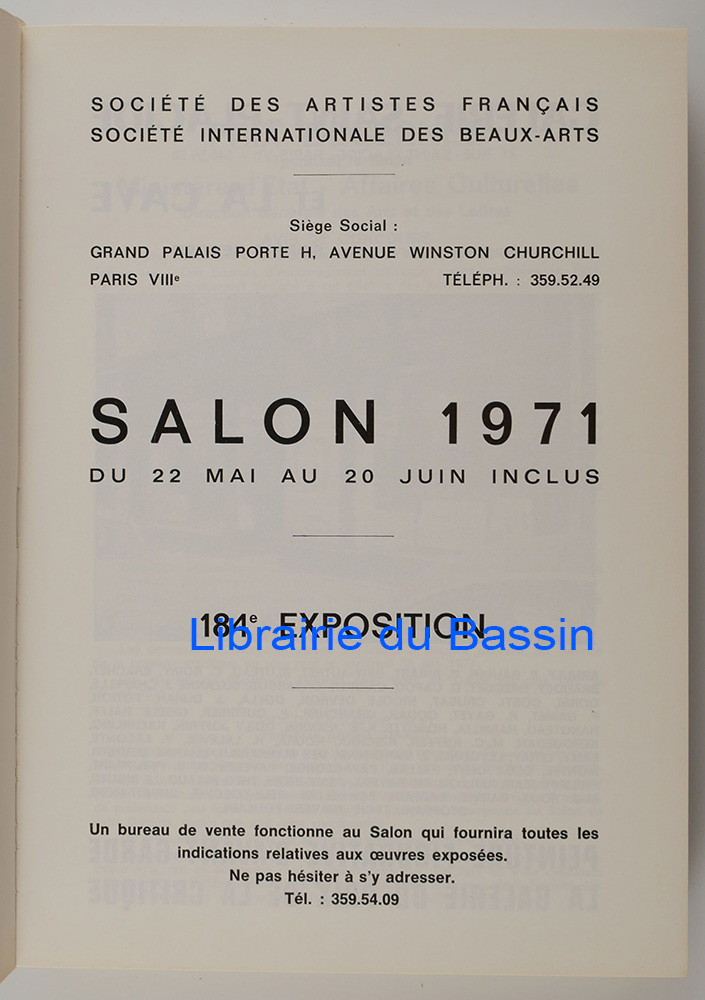 SOCIÉTÉ DES ARTISTES FRANÇAIS
SOCIÉTÉ INTERNATIONALE DES BEAUX-ARTS
Siège Social :
GRAND PALAIS PORTE H, AVENUE WINSTON CHURCHILL
PARIS VIIIe TÉLÉPH. : 359.52.49
SALON 1971
DU 22 MAI AU 20 JUIN INCLUS
184e EXPOSITION
Librairie du Bassin
Un bureau de vente fonctionne au Salon qui fournira toutes les
indications relatives aux œuvres exposées.
Ne pas hésiter à s'y adresser.
Tél. : 359.54.09